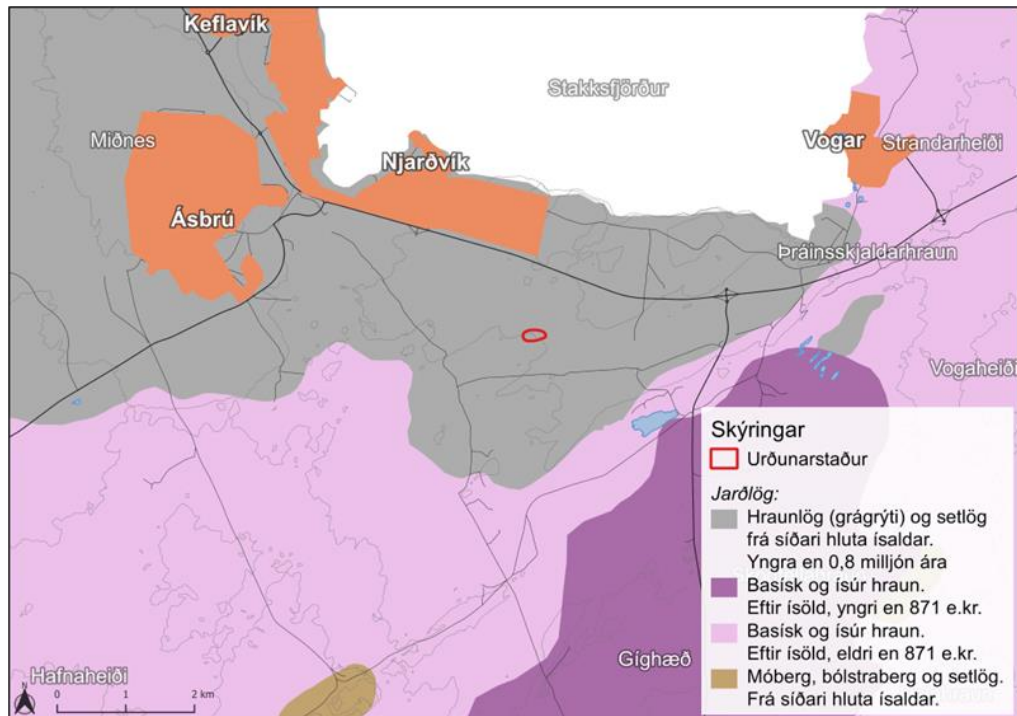 Keflavík
Stakksfjörður
Miðnes
Njarðvík
Vogar
Strandarheiði
Ásbrú
Þráinsskjaldarhraun
Vogaheiði
Skýringar
Urðunarstaður
Jarðlög:
Hraunlög (grágrýti) og setlög
frá síðari hluta ísaldar.
Yngra en 0,8 milljón ára
Basísk og ísúr hraun.
Eftir ísöld, yngri en 871 e.kr.
Basísk og ísúr hraun.
Eftir ísöld, eldri en 871 e.kr.
Móberg, bólstraberg og setlög.
Frá síðari hluta ísaldar.
Gíghæð
Hafnaheiði
N
0 1 2 km